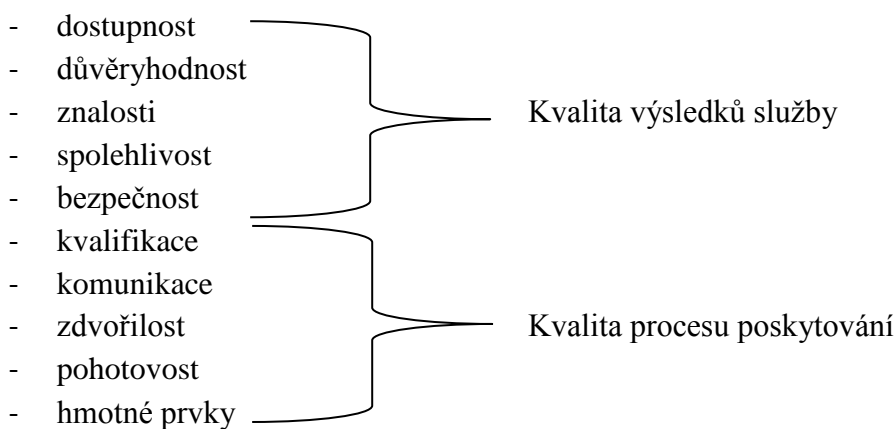 - dostupnost
- důvěryhodnost
- znalosti
Kvalita výsledků služby
- spolehlivost
- bezpečnost
- kvalifikace
- komunikace
- zdvořilost
Kvalita procesu poskytování
- pohotovost
- hmotné prvky